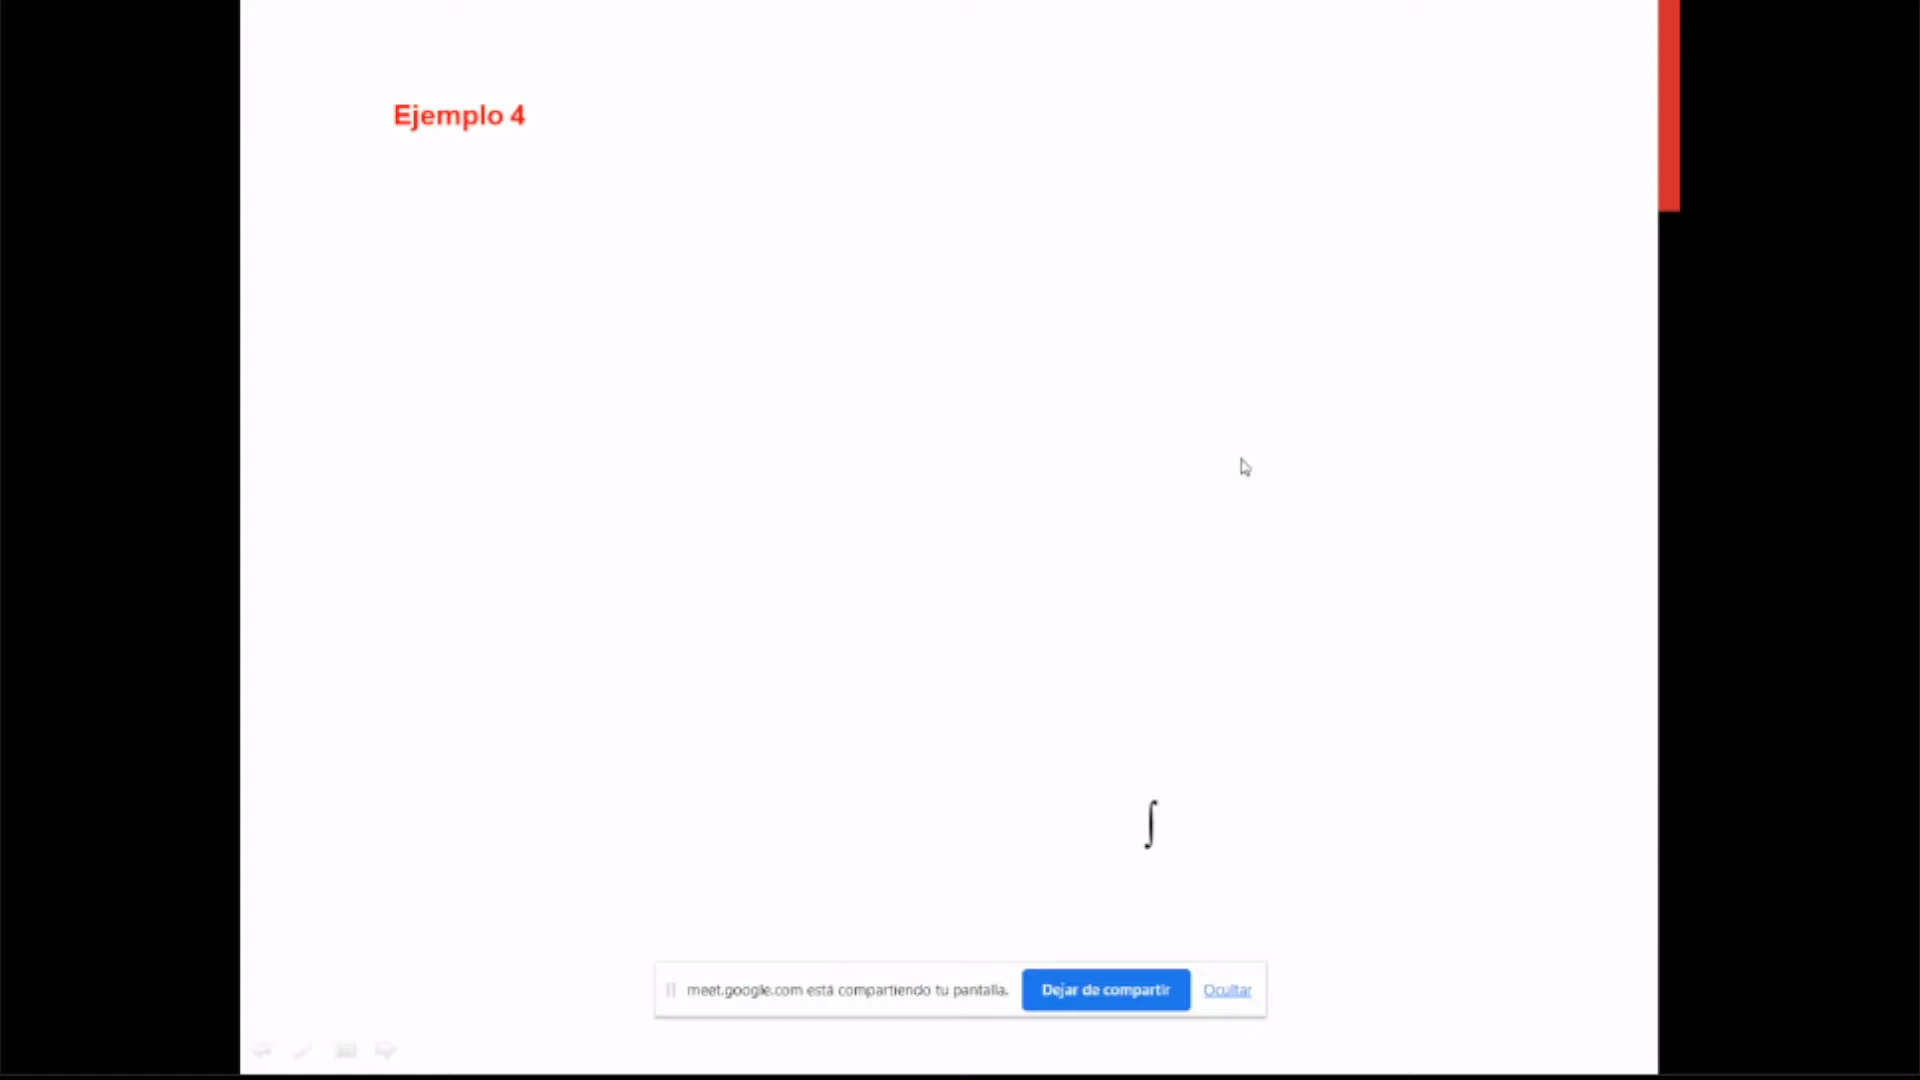 Ejemplo 4
∫
meet.google.com está compartiendo tu pantalla. Dejar de compartir Ocultar